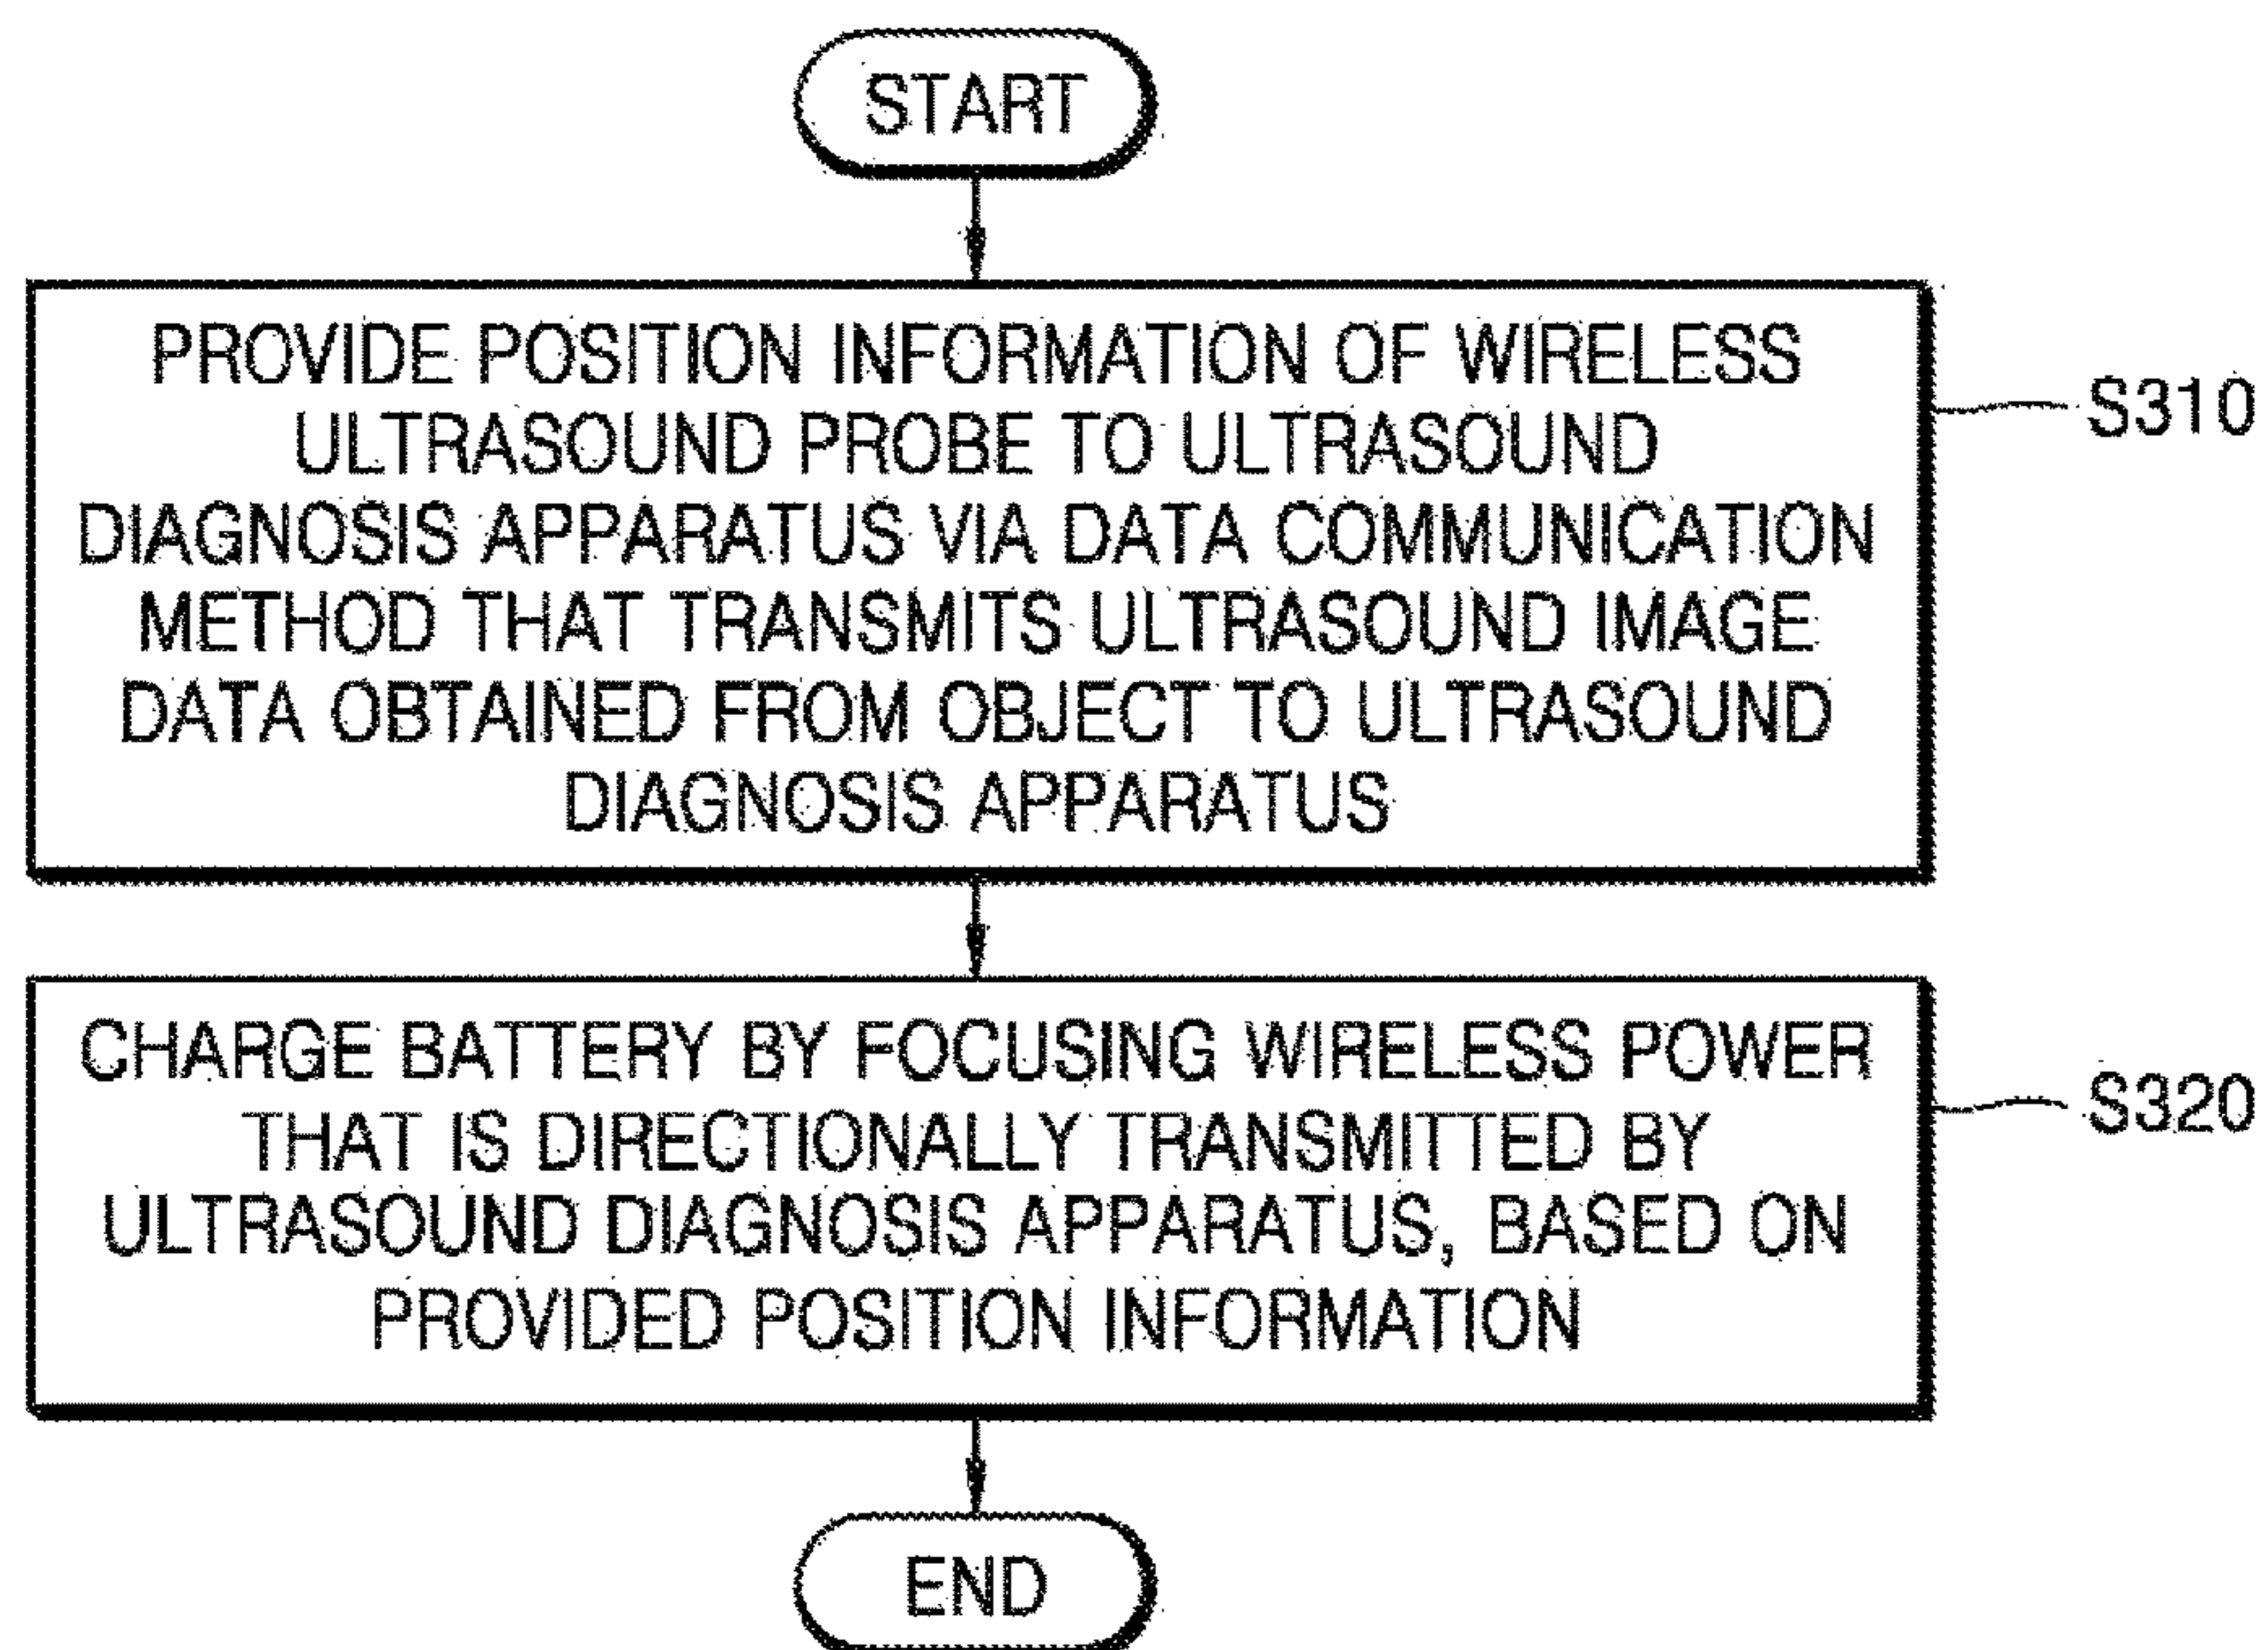 START
PROVIDE POSITION INFORMATION OF WIRELESS
ULTRASOUND PROBE TO ULTRASOUND
DIAGNOSIS APPARATUS VIA DATA COMMUNICATION
METHOD THAT TRANSMITS ULTRASOUND IMAGE
DATA OBTAINED FROM OBJECT TO ULTRASOUND
DIAGNOSIS APPARATUS
S310
CHARGE BATTERY BY FOCUSING WIRELESS POWER
THAT IS DIRECTIONALLY TRANSMITTED BY
ULTRASOUND DIAGNOSIS APPARATUS, BASED ON
PROVIDED POSITION INFORMATION
S320
END